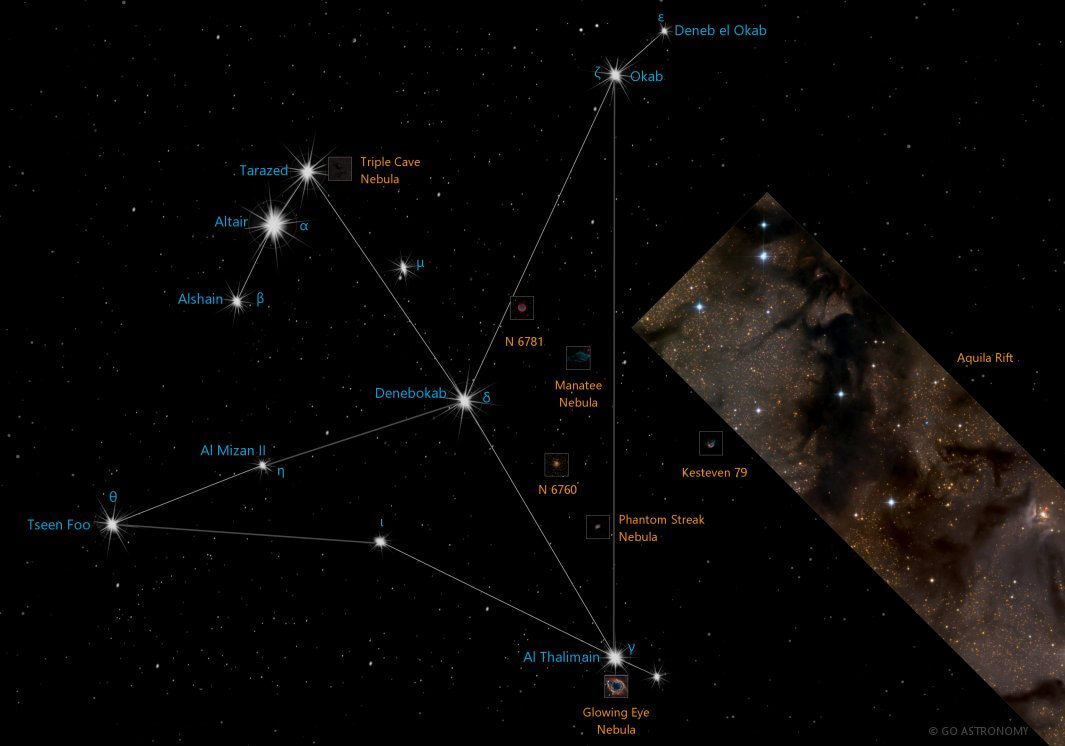 ε
Deneb el Okab
ζ
Okab
Tarazed
Triple Cave
Nebula
Altair
α
μ
Alshain
β
N 6781
Manatee
Nebula
Aquila Rift
Denebokab
δ
Al Mizan II
η
N 6760
Kesteven 79
θ
Tseen Foo
ι
Phantom Streak
Nebula
Al Thalimain
γ
Glowing Eye
Nebula
© GO ASTRONOMY